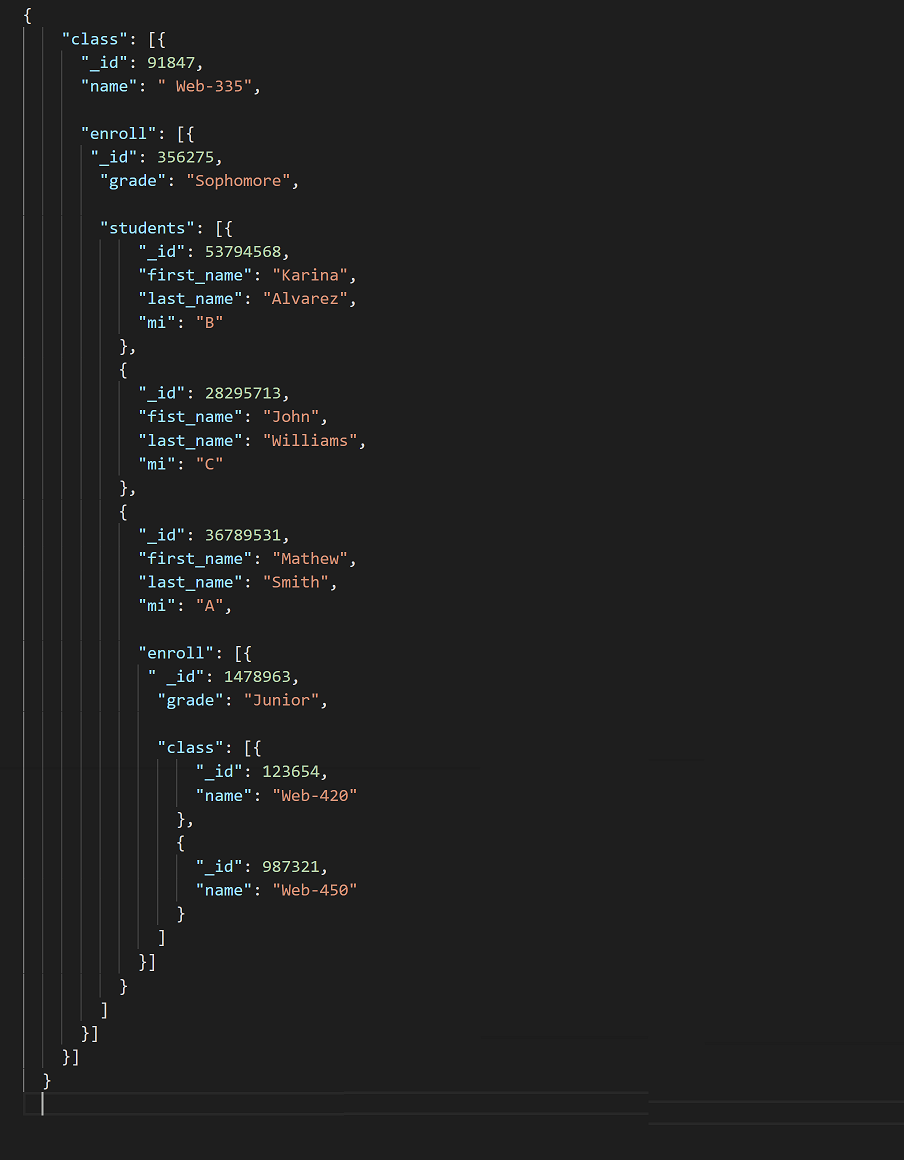 {
"class": [{
"_id": 91847,
"name": " Web-335",
"enroll": [{
"_id": 356275,
"grade": "Sophomore",
"students": [{
"_id": 53794568,
"first_name": "Karina",
"last_name": "Alvarez",
"mi": "B"
},
{
"_id": 28295713,
"fist_name": "John",
"last_name": "Williams",
"mi": "C"
},
{
"_id": 36789531,
"first_name": "Mathew",
"last_name": "Smith",
"mi": "A",
"enroll": [{
" _id": 1478963,
"grade": "Junior",
"class": [{
"_id": 123654,
"name": "Web-420"
},
{
"_id": 987321,
"name": "Web-450"
}
]
}]
}
]
}]
}]
}